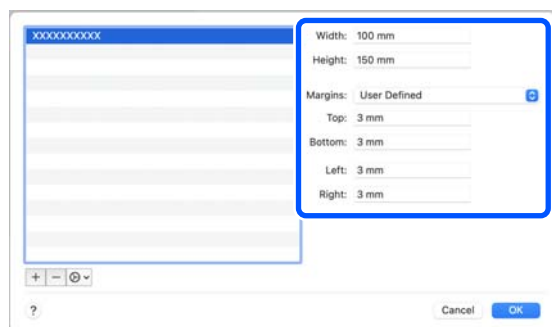 XXXXXXXXXX
Width: 100 mm
Height: 150 mm
Margins: User Defined
Top: 3 mm
Bottom: 3 mm
Left: 3 mm
Right: 3 mm
+ −
?
Cancel OK